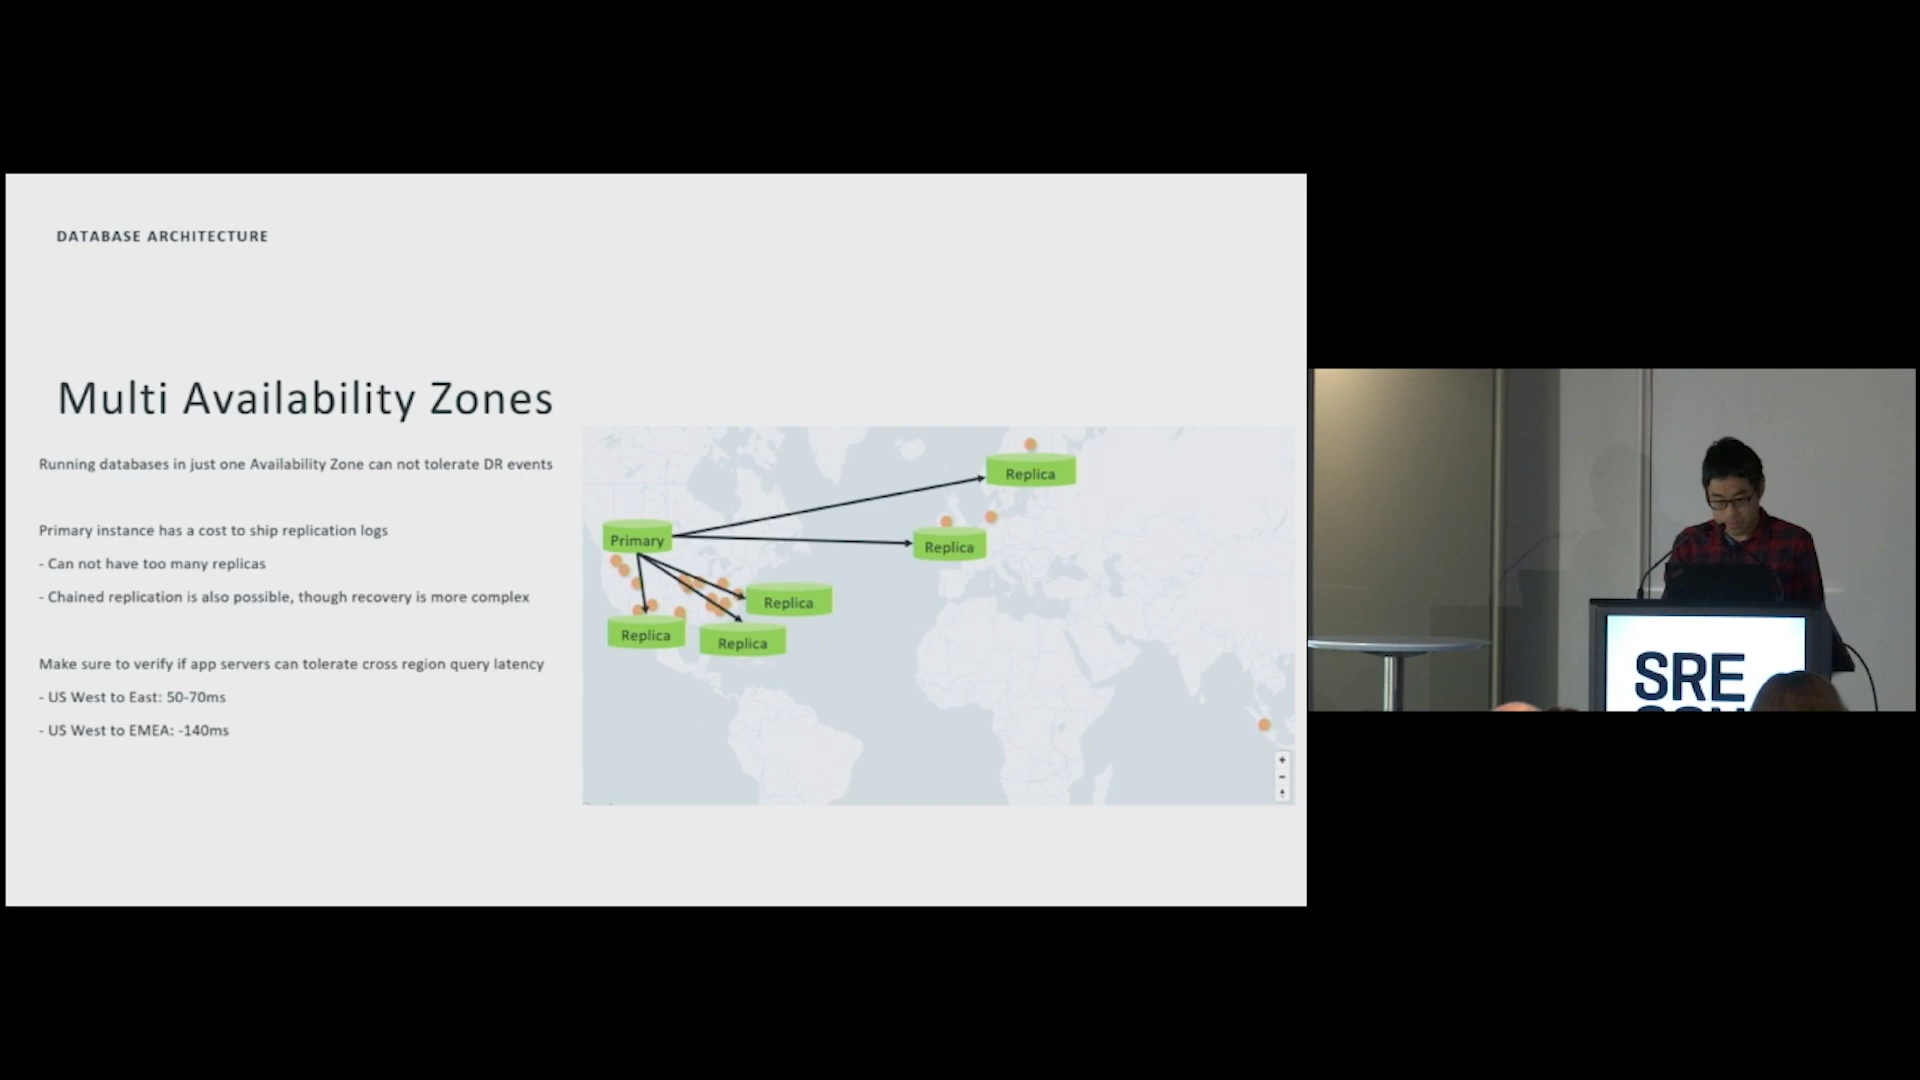 DATABASE ARCHITECTURE
Multi Availability Zones
Running databases in just one Availability Zone can not tolerate DR events
Primary instance has a cost to ship replication logs
- Can not have too many replicas
- Chained replication is also possible, though recovery is more complex
Make sure to verify if app servers can tolerate cross region query latency
- US West to East: 50-70ms
- US West to EMEA: -140ms
Replica
Primary
Replica
Replica
Replica
Replica
SRE